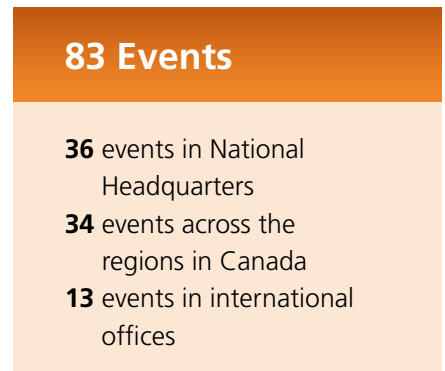 83 Events
36 events in National
Headquarters
34 events across the
regions in Canada
13 events in international
offices